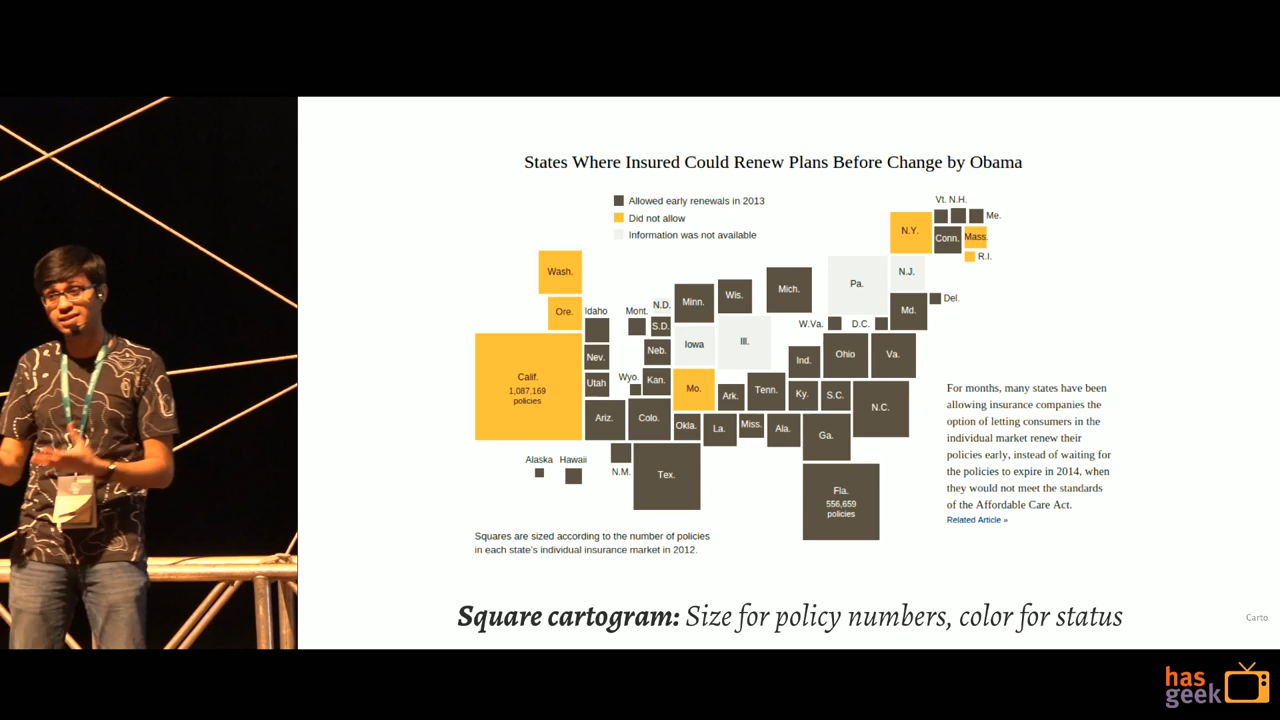 States Where Insured Could Renew Plans Before Change by Obama
Allowed early renewals in 2013
Did not allow
Information was not available
Vt. N.H.
Me.
N.Y.
Conn.
Mass.
R.I.
Wash.
Ore.
Idaho
Mont.
N.D.
S.D.
Minn.
Wis.
Mich.
Pa.
N.J.
Md.
Del.
W.Va.
D.C.
Calif.
1,087,169
policies
Nev.
Utah
Wyo.
Neb.
Kan.
Iowa
Ill.
Mo.
Ind.
Ohio
Va.
Ariz.
Colo.
Okla.
Ark.
Tenn.
Ky.
S.C.
N.C.
La.
Miss.
Ala.
Ga.
Alaska
Hawaii
N.M.
Tex.
Fla.
556,659
policies
For months, many states have been
allowing insurance companies the
option of letting consumers in the
individual market renew their
policies early, instead of waiting for
the policies to expire in 2014, when
they would not meet the standards
of the Affordable Care Act.
Related Article »
Squares are sized according to the number of policies
in each state's individual insurance market in 2012.
Square cartogram: Size for policy numbers, color for status
Carto
has
geek